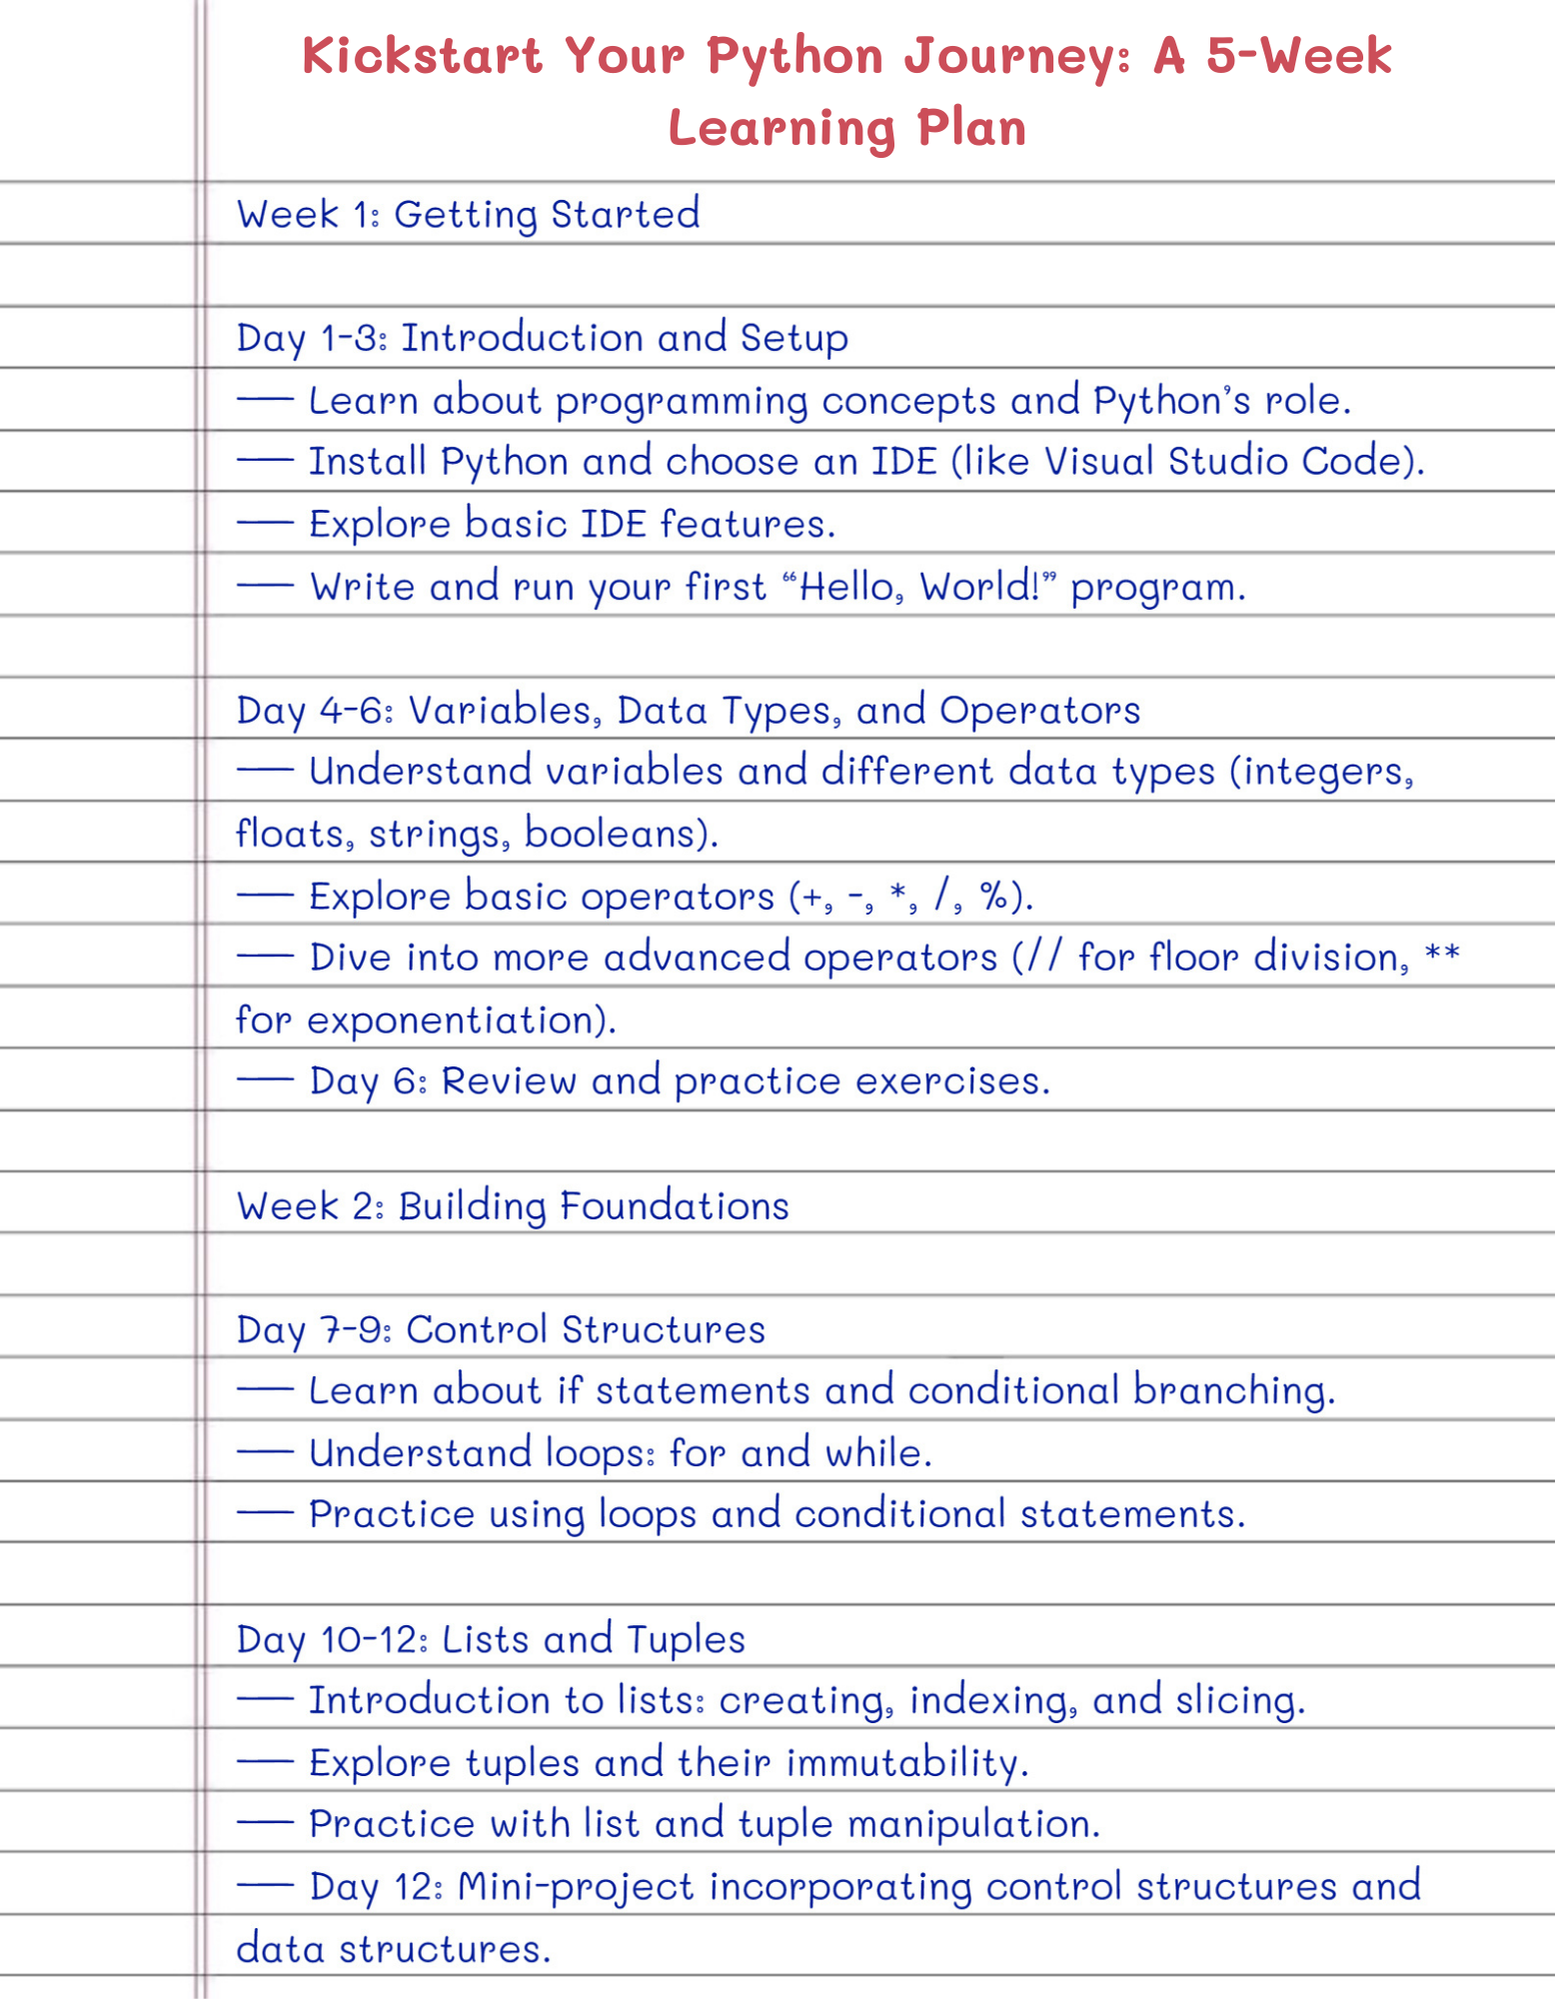 Kickstart Your Python Journey: A 5-Week
Learning Plan
Week 1: Getting Started
Day 1-3: Introduction and Setup
— Learn about programming concepts and Python’s role.
— Install Python and choose an IDE (like Visual Studio Code).
— Explore basic IDE features.
— Write and run your first “Hello, World!” program.
Day 4-6: Variables, Data Types, and Operators
— Understand variables and different data types (integers,
floats, strings, booleans).
— Explore basic operators (+, -, *, /, %).
— Dive into more advanced operators (// for floor division, **
for exponentiation).
— Day 6: Review and practice exercises.
Week 2: Building Foundations
Day 7-9: Control Structures
— Learn about if statements and conditional branching.
— Understand loops: for and while.
— Practice using loops and conditional statements.
Day 10-12: Lists and Tuples
— Introduction to lists: creating, indexing, and slicing.
— Explore tuples and their immutability.
— Practice with list and tuple manipulation.
— Day 12: Mini-project incorporating control structures and
data structures.